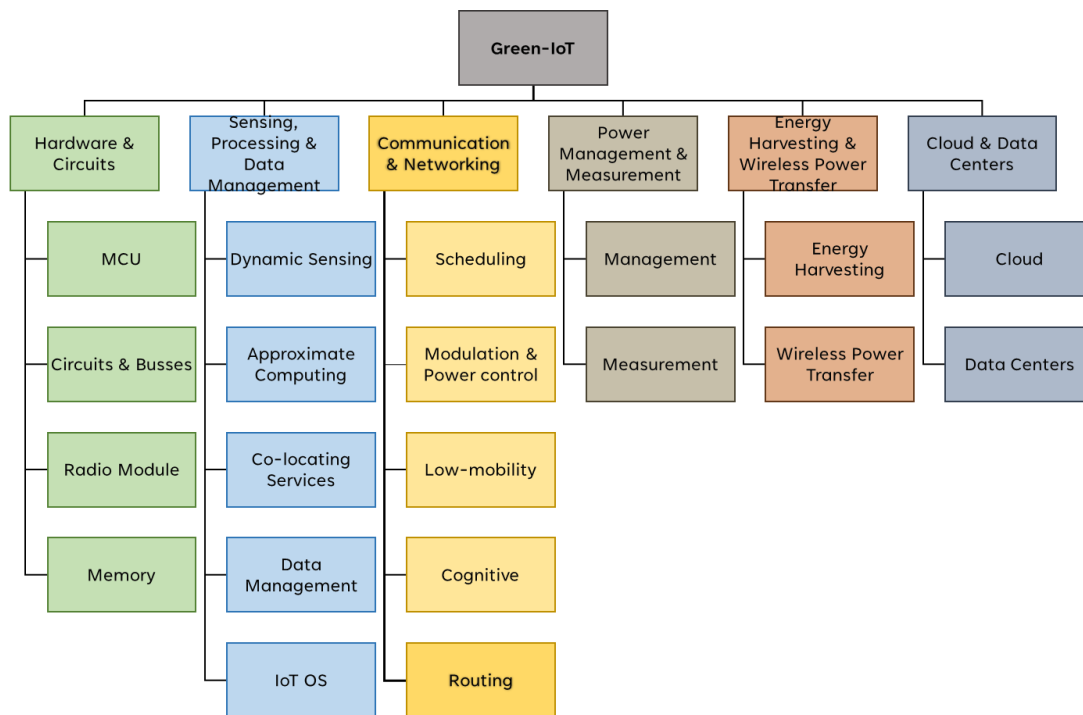 Green-IoT
Hardware &
Circuits
Sensing,
Processing &
Data
Management
Communication
& Networking
Power
Management &
Measurement
Energy
Harvesting &
Wireless Power
Transfer
Cloud & Data
Centers
MCU
Dynamic Sensing
Scheduling
Management
Energy
Harvesting
Cloud
Circuits & Busses
Approximate
Computing
Modulation &
Power control
Measurement
Wireless Power
Transfer
Data Centers
Radio Module
Co-locating
Services
Low-mobility
Memory
Data
Management
Cognitive
IoT OS
Routing